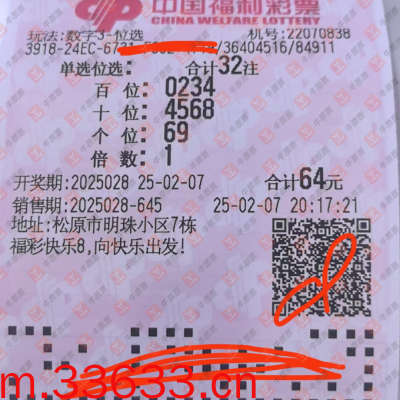 中国福利彩票
CHINA WELFARE LOTTERY
玩法:数字3-位选 机号:22070838
3918-24EC-67 /36404516/84911
单选位选: 合计32注
百 位: 0234
十 位: 4568
个 位: 69
倍 数: 1
开奖期:2025028 25-02-07 合计64元
销售期:2025028-645 25-02-07 20:17:21
地址:松原市明珠小区7栋
福彩快乐8,向快乐出发!
m.33633.cn